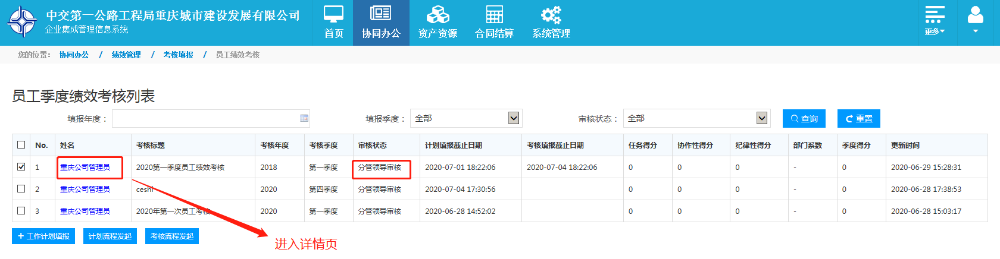 中交第一公路工程局重庆城市建设发展有限公司
企业集成管理信息系统
首页 协同办公 资产资源 合同结算 系统管理 更多
您的位置： 协同办公 / 绩效管理 / 考核填报 / 员工绩效考核
员工季度绩效考核列表
填报年度： 填报季度： 全部 审核状态： 全部 查询 重置
No. 姓名 考核标题 考核年度 考核季度 审核状态 计划填报截止日期 考核填报截止日期 任务得分 协作性得分 纪律性得分 部门系数 季度得分 更新时间
1 重庆公司管理员 2020第一季度员工绩效考核 2018 第一季度 分管领导审核 2020-07-01 18:22:06 2020-07-04 18:22:06 0 0 0 - 0 2020-06-29 15:28:31
2 重庆公司管理员 ceshi 2020 第四季度 分管领导审核 2020-07-04 17:30:56 0 0 0 - 0 2020-06-28 17:38:53
3 重庆公司管理员 2020年第一次员工考核 2020 第一季度 分管领导审核 2020-06-28 14:52:02 0 0 0 - 0 2020-06-28 15:03:17
+ 工作计划填报 计划流程发起 考核流程发起
进入详情页